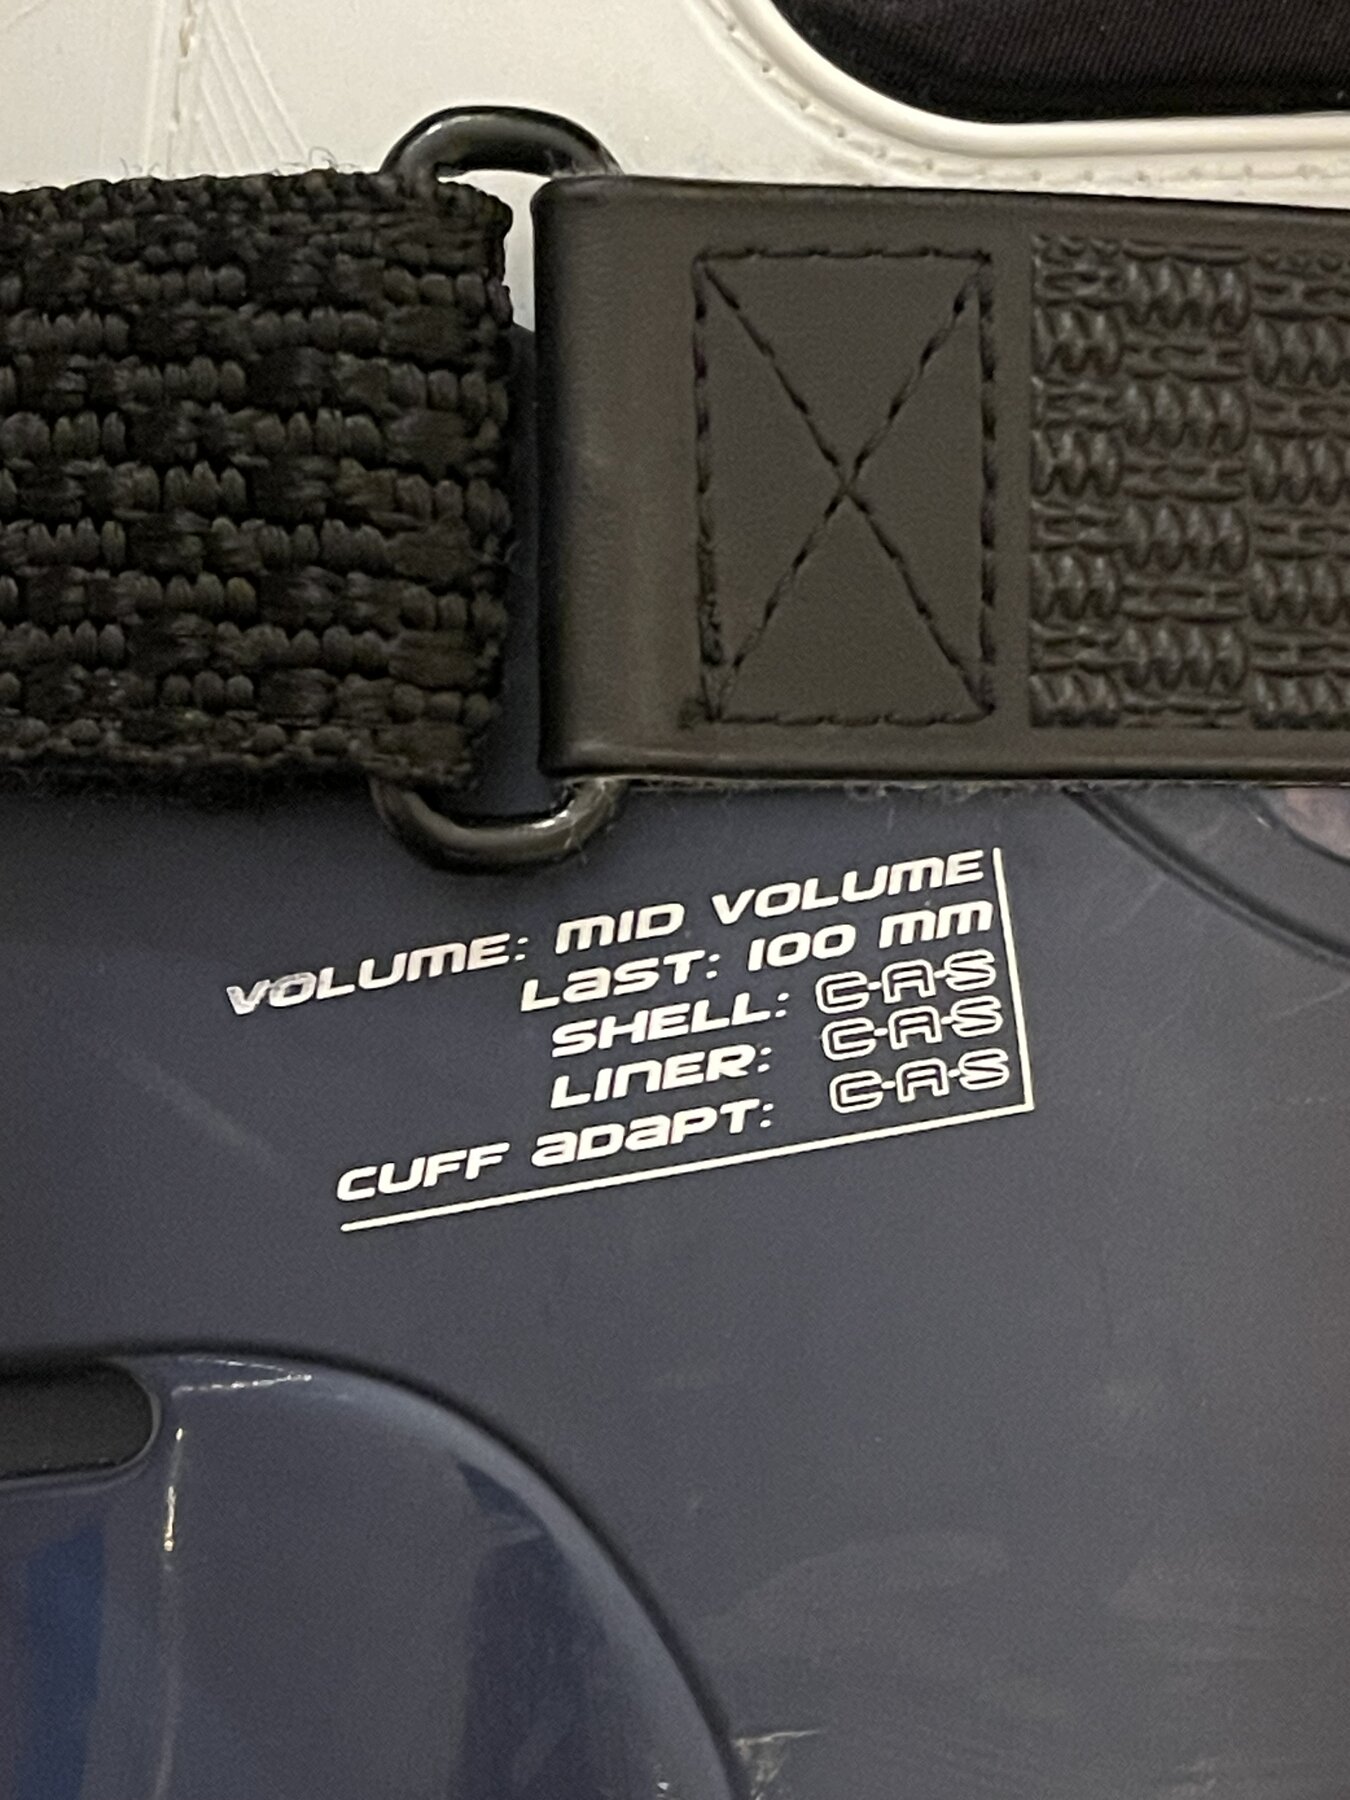 VOLUME: MID VOLUME
LAST: 100 MM
SHELL: C-A-S
LINER: C-A-S
CUFF ADAPT: C-A-S